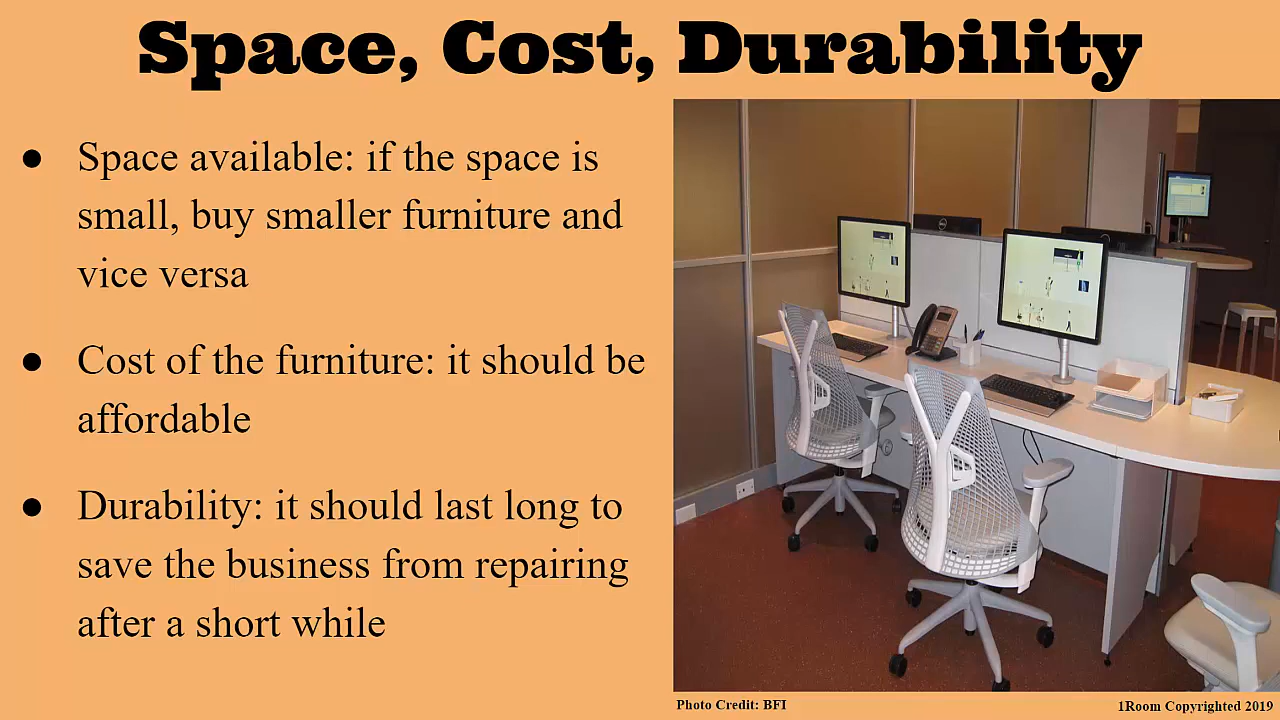 Space, Cost, Durability
● Space available: if the space is
small, buy smaller furniture and
vice versa
● Cost of the furniture: it should be
affordable
● Durability: it should last long to
save the business from repairing
after a short while
Photo Credit: BFI
1Room Copyrighted 2019